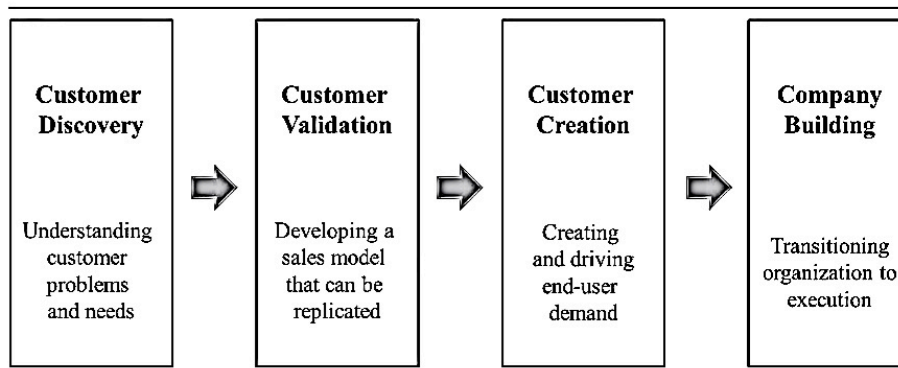 Customer
Discovery
Understanding
customer
problems
and needs
Customer
Validation
Developing a
sales model
that can be
replicated
Customer
Creation
Creating
and driving
end-user
demand
Company
Building
Transitioning
organization to
execution